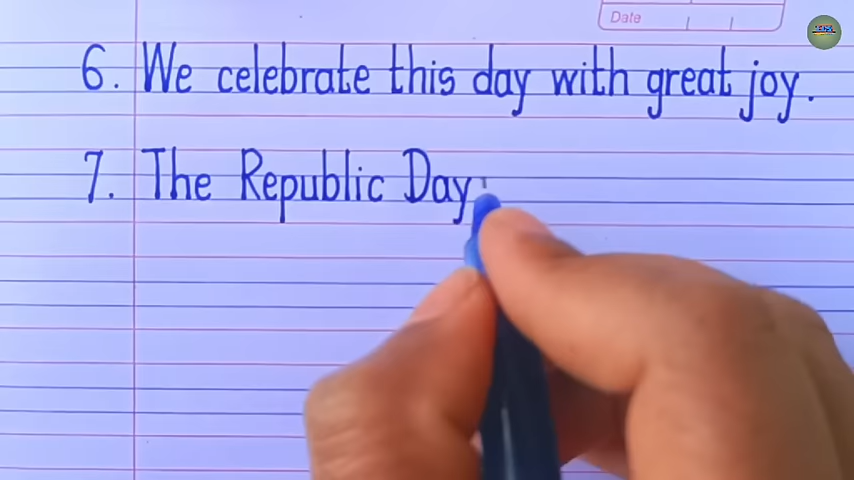 Date
6. We celebrate this day with great joy.
7. The Republic Day